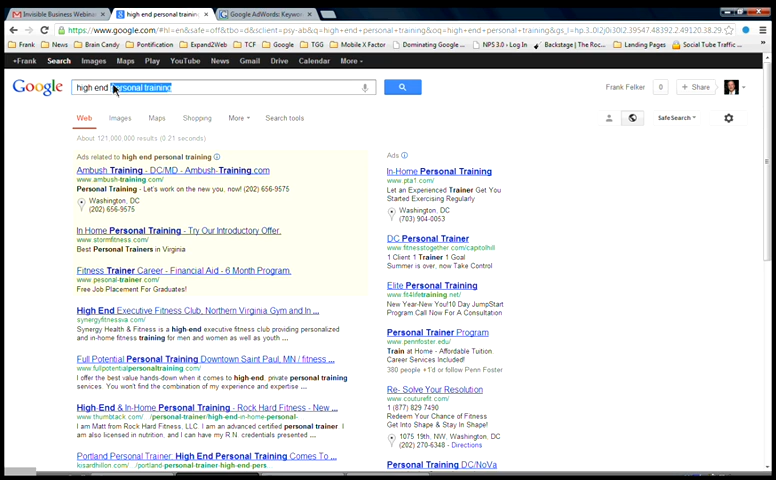 Invisible Business Webina
high end personal trainin
Google AdWords: Keywo
https://www.google.com/
Frank
News
Brain Candy
Pontification
Expand2Web
TCF
Google
TGG
Mobile X Factor
Dominating Google ...
NPS 3.0 › Log In
Backstage | The Roc...
Landing Pages
Social Tube Traffic ...
+Frank Search Images Maps Play YouTube News Gmail Drive Calendar More
Google
high end personal training
Frank Felker 0 + Share
Web Images Maps Shopping More Search tools
SafeSearch
About 121,000,000 results (0.21 seconds)
Ads related to high end personal training
Ambush Training - DC/MD - Ambush-Training.com
www.ambush-training.com/
Personal Training - Let's work on the new you, now! (202) 656-9575
Washington, DC
(202) 656-9575
In Home Personal Training - Try Our Introductory Offer.
www.stormfitness.com/
Best Personal Trainers in Virginia
Fitness Trainer Career - Financial Aid - 6 Month Program.
www.pesonal-trainer.com/
Free Job Placement For Graduates!
High End Executive Fitness Club, Northern Virginia Gym and In ...
synergyfitnessva.com/
Synergy Health & Fitness is a high-end executive fitness club providing personalized
and in-home fitness training for men and women as well as youth ...
Full Potential Personal Training Downtown Saint Paul, MN / fitness ...
www.fullpotentialpersonaltraining.com/
I offer the best value hands-down when it comes to high-end, private personal training
services. You won't find the combination of my experience and expertise ...
High-End & In-Home Personal Training - Rock Hard Fitness - New ...
www.thumbtack.com/ /personal-trainer/high-end-in-home-personal-
I am Matt from Rock Hard Fitness, LLC. I am an advanced certified personal trainer. I
am also licensed in nutrition, and I can have my R.N. credentials presented ...
Portland Personal Trainer: High End Personal Training Comes To ...
kisardhillon.com/ /portland-personal-trainer-high-end-pers
Ads
In-Home Personal Training
www.pta1.com/
Let an Experienced Trainer Get You
Started Exercising Regularly
Washington, DC
(703) 904-0053
DC Personal Trainer
www.fitnesstogether.com/capitolhill
1 Client 1 Trainer 1 Goal
Summer is over, now Take Control
Elite Personal Training
www.fit4lifetraining.net/
New Year-New You!10 Day JumpStart
Program Call Now For A Consultation
Personal Trainer Program
www.pennfoster.edu/
Train at Home - Affordable Tuition.
Career Services Included!
380 people +1'd or follow Penn Foster
Re- Solve Your Resolution
www.couturefit.com/
1 (877) 829 7490
Redeem Your Chance of Fitness
Get Into Shape & Stay In Shape!
1075 19th, NW, Washington, DC
(202) 270-6348 - Directions
Personal Training DC/NoVa